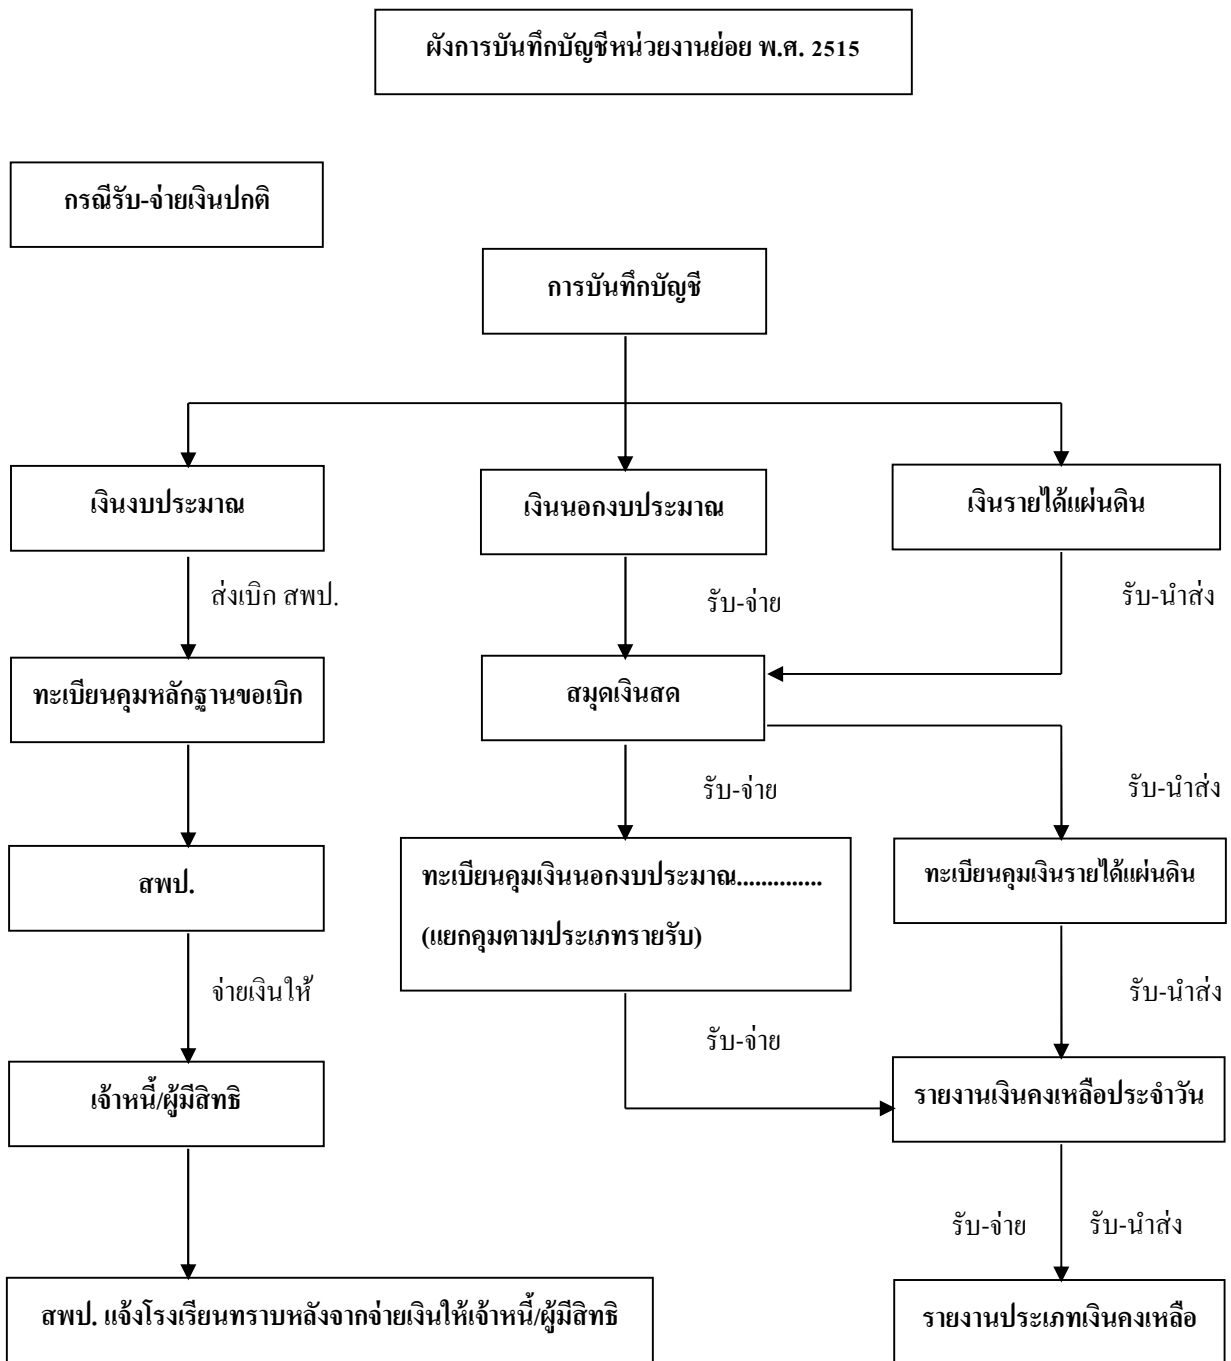 ผังการบันทึกบัญชีหน่วยงานย่อย พ.ศ. 2515
กรณีรับ-จ่ายเงินปกติ
การบันทึกบัญชี
เงินงบประมาณ
เงินนอกงบประมาณ
เงินรายได้แผ่นดิน
ส่งเบิก สพป.
รับ-จ่าย
รับ-นำส่ง
ทะเบียนคุมหลักฐานขอเบิก
สมุดเงินสด
รับ-จ่าย
รับ-นำส่ง
สพป.
ทะเบียนคุมเงินนอกงบประมาณ..............
(แยกคุมตามประเภทรายรับ)
ทะเบียนคุมเงินรายได้แผ่นดิน
จ่ายเงินให้
รับ-จ่าย
รับ-นำส่ง
เจ้าหนี้/ผู้มีสิทธิ
รายงานเงินคงเหลือประจำวัน
รับ-จ่าย
รับ-นำส่ง
สพป. แจ้งโรงเรียนทราบหลังจากจ่ายเงินให้เจ้าหนี้/ผู้มีสิทธิ
รายงานประเภทเงินคงเหลือ